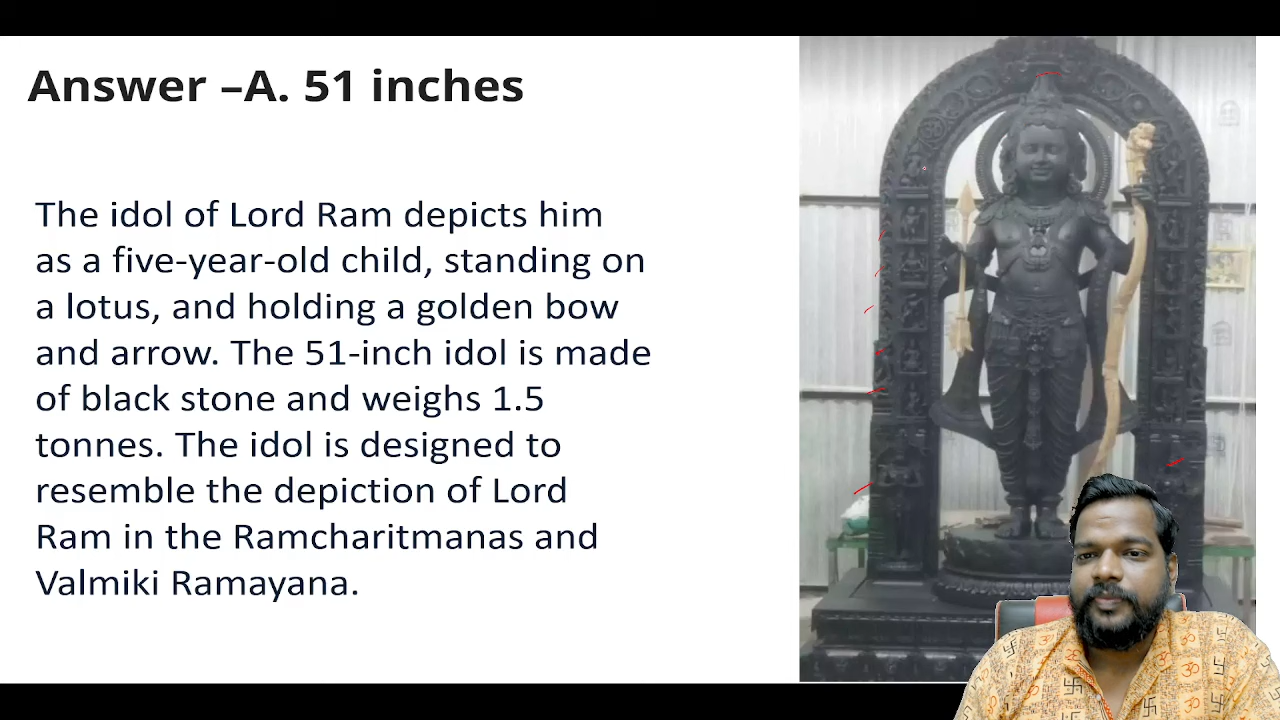 Answer –A. 51 inches
The idol of Lord Ram depicts him
as a five-year-old child, standing on
a lotus, and holding a golden bow
and arrow. The 51-inch idol is made
of black stone and weighs 1.5
tonnes. The idol is designed to
resemble the depiction of Lord
Ram in the Ramcharitmanas and
Valmiki Ramayana.